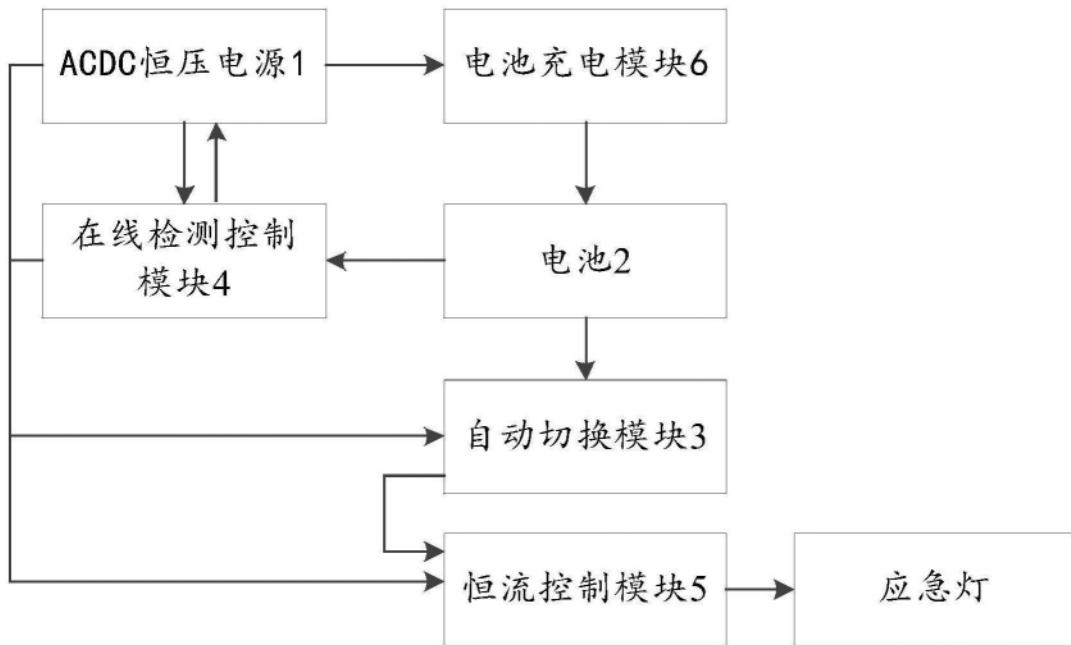 ACDC恒压电源1
电池充电模块6
在线检测控制
模块4
电池2
自动切换模块3
恒流控制模块5
应急灯